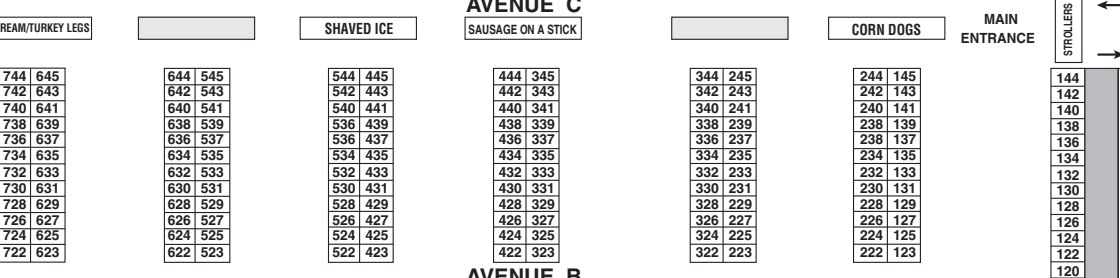 AVENUE C
REAM/TURKEY LEGS SHAVED ICE SAUSAGE ON A STICK CORN DOGS MAIN
ENTRANCE
STROLLERS
744 645 644 545 544 445 444 345 344 245 244 145 144
742 643 642 543 542 443 442 343 342 243 242 143 142
740 641 640 541 540 441 440 341 340 241 240 141 140
738 639 638 539 536 439 438 339 338 239 238 139 138
736 637 636 537 536 437 436 337 336 237 238 137 136
734 635 634 535 534 435 434 335 334 235 234 135 134
732 633 632 533 532 433 432 333 332 233 232 133 132
730 631 630 531 530 431 430 331 330 231 230 131 130
728 629 628 529 528 429 428 329 328 229 228 129 128
726 627 626 527 526 427 426 327 326 227 226 127 126
724 625 624 525 524 425 424 325 324 225 224 125 124
722 623 622 523 522 423 422 323 322 223 222 123 122
120
AVENUE B